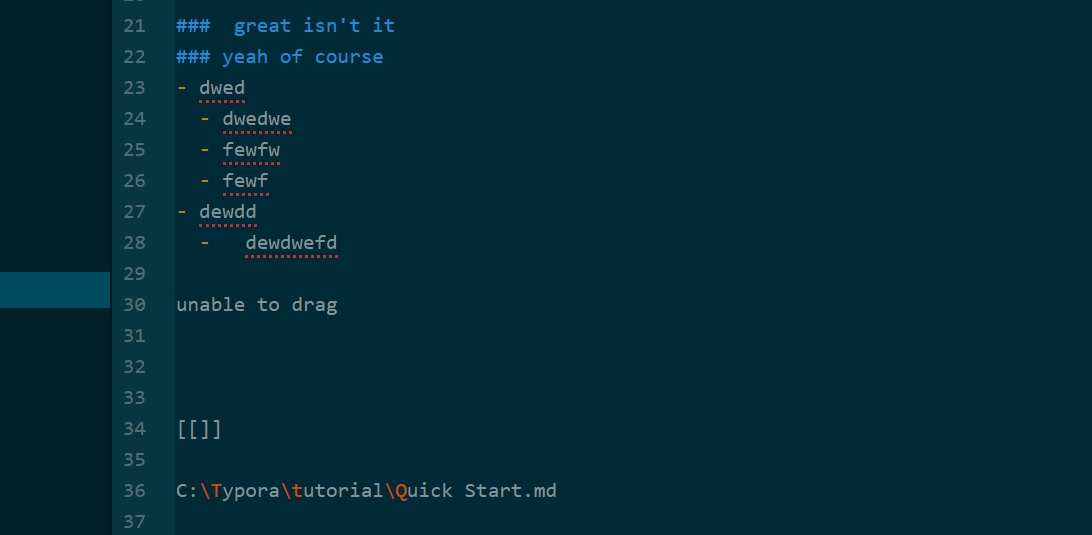 21 ###  great isn't it
22 ### yeah of course
23 - dwed
24   - dwedwe
25   - fewfw
26   - fewf
27 - dewdd
28   -   dewdwefd
29
30 unable to drag
31
32
33
34 [[]]
35
36 C:\Typora\tutorial\Quick Start.md
37